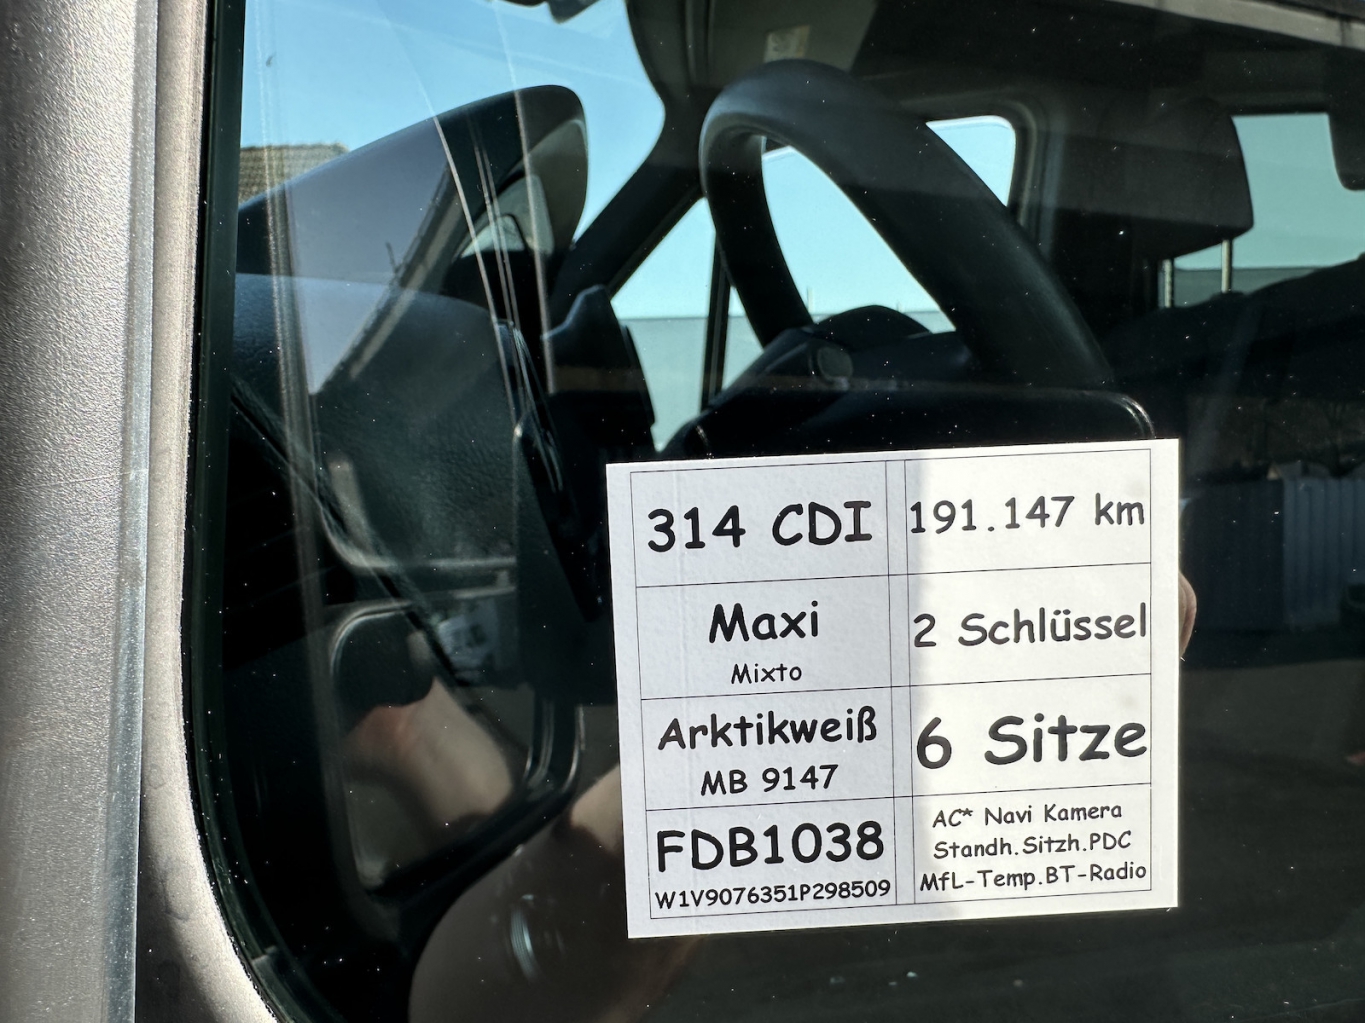 314 CDI
191.147 km
Maxi
Mixto
2 Schlüssel
Arktikweiß
MB 9147
6 Sitze
FDB1038
W1V9076351P298509
AC* Navi Kamera
Standh.Sitzh.PDC
MfL-Temp.BT-Radio